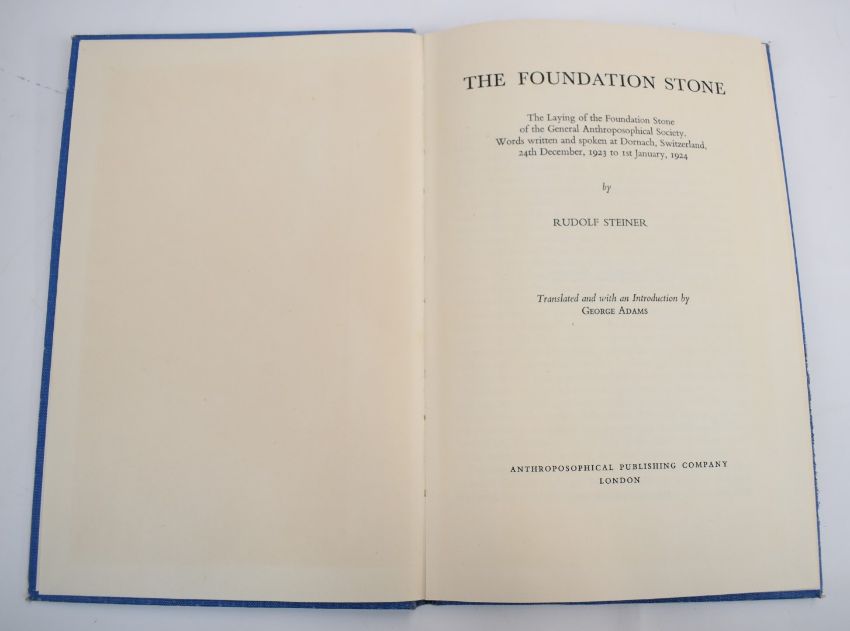 THE FOUNDATION STONE
The Laying of the Foundation Stone
of the General Anthroposophical Society.
Words written and spoken at Dornach, Switzerland,
24th December, 1923 to 1st January, 1924
by
RUDOLF STEINER
Translated and with an Introduction by
GEORGE ADAMS
ANTHROPOSOPHICAL PUBLISHING COMPANY
LONDON